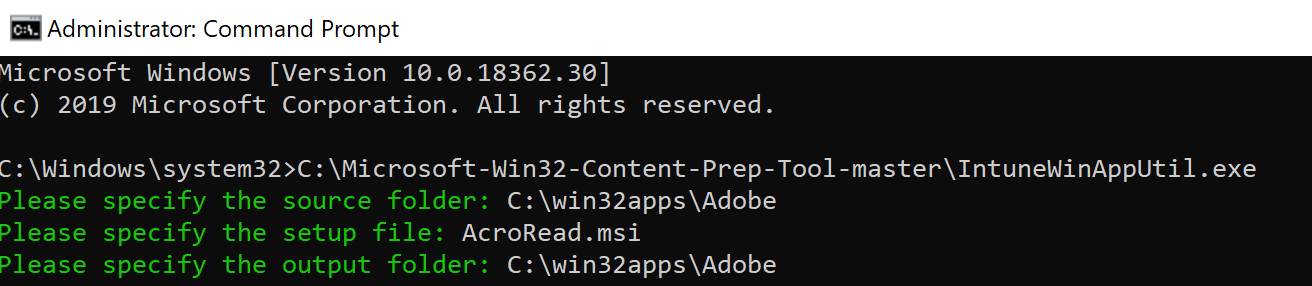 Administrator: Command Prompt
Microsoft Windows [Version 10.0.18362.30]
(c) 2019 Microsoft Corporation. All rights reserved.
C:\Windows\system32>C:\Microsoft-Win32-Content-Prep-Tool-master\IntuneWinAppUtil.exe
Please specify the source folder: C:\win32apps\Adobe
Please specify the setup file: AcroRead.msi
Please specify the output folder: C:\win32apps\Adobe